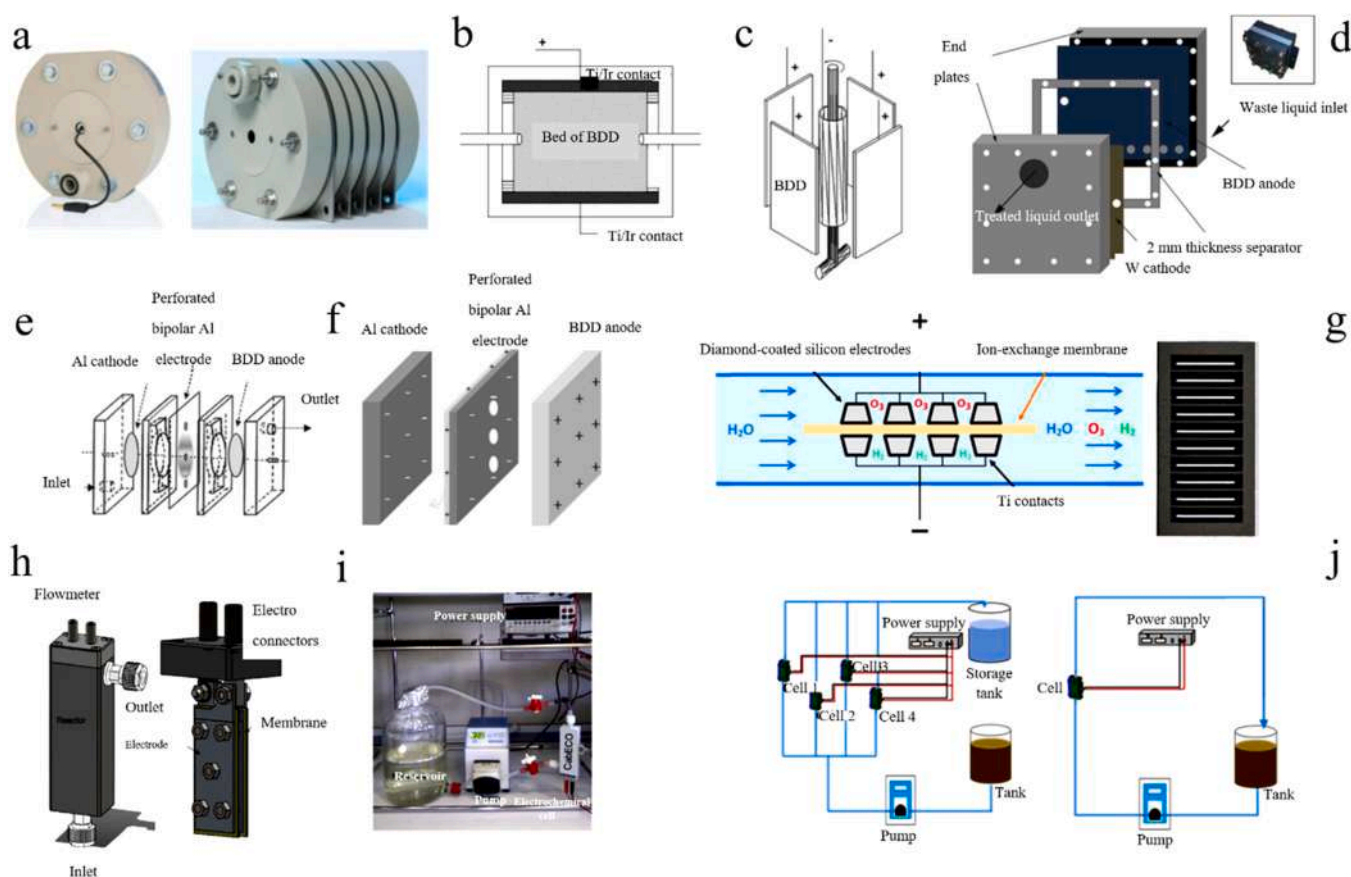 a
b
+
Ti/Ir contact
Bed of BDD
Ti/Ir contact
c
-
+
+
+
+
BDD
d
End
plates
Waste liquid inlet
BDD anode
Treated liquid outlet
2 mm thickness separator
W cathode
e
Perforated
bipolar Al
electrode
Al cathode
BDD anode
Outlet
Inlet
f
Perforated
bipolar Al
electrode
Al cathode
BDD anode
g
+
Diamond-coated silicon electrodes
Ion-exchange membrane
O3 O3 O3
H2O
H2O O3 H2
H2 H2 H2
Ti contacts
−
h
Flowmeter
Electro
connectors
Outlet
Reactor
Membrane
Electrode
Inlet
i
Power supply
Reservoir
Pump
Electrochemical
cell
CabECO
j
Power supply
Cell 1
Cell 3
Cell 2
Cell 4
Storage
tank
Tank
Pump
Power supply
Cell
Tank
Pump